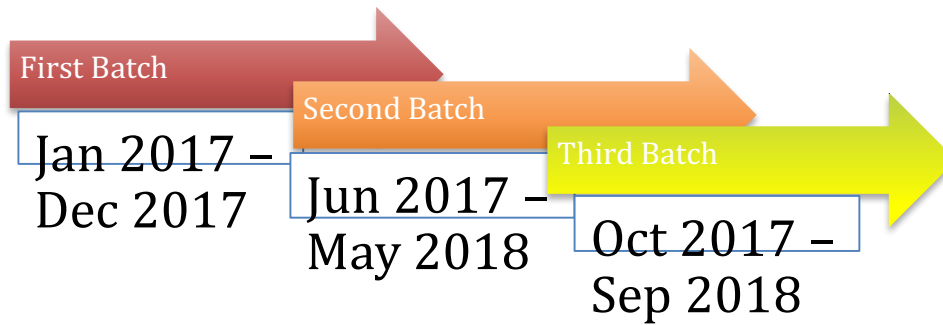 First Batch
Jan 2017 –
Dec 2017
Second Batch
Jun 2017 –
May 2018
Third Batch
Oct 2017 –
Sep 2018